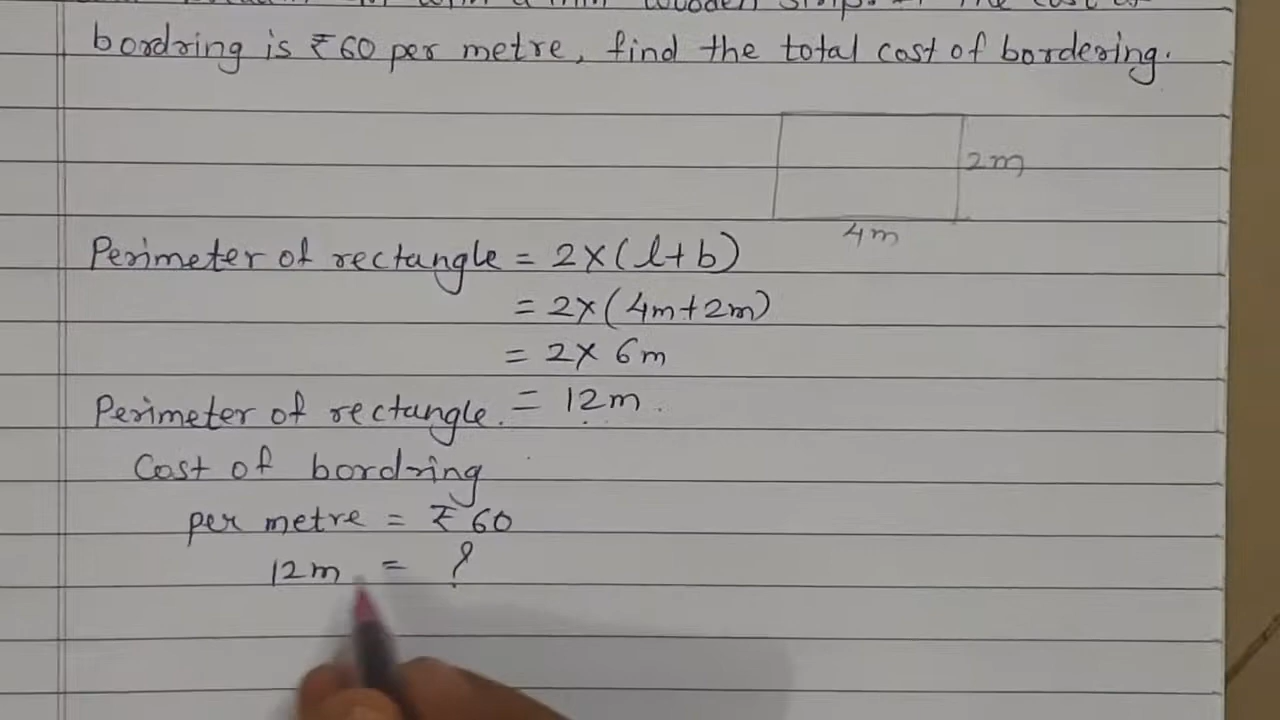 wooden
bordring is ₹60 per metre, find the total cost of bordering.
2m
4m
Perimeter of rectangle = 2×(l+b)
= 2×(4m+2m)
= 2× 6m
Perimeter of rectangle. = 12m.
Cost of bordring
per metre = ₹60
12m = ?